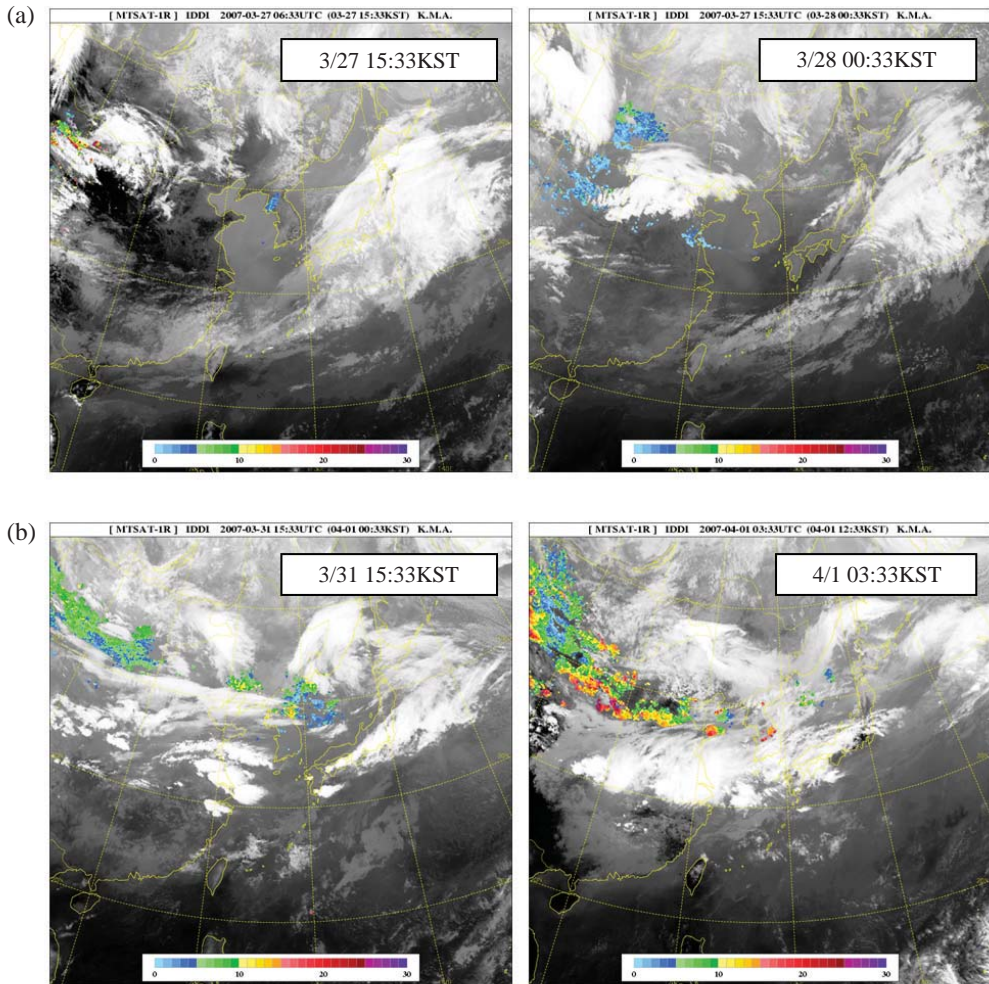 (a)
[ MTSAT-1R ] IDDI 2007-03-27 06:33UTC (03-27 15:33KST) K.M.A.
3/27 15:33KST
0 10 20 30
[ MTSAT-1R ] IDDI 2007-03-27 15:33UTC (03-28 00:33KST) K.M.A.
3/28 00:33KST
0 10 20 30
(b)
[ MTSAT-1R ] IDDI 2007-03-31 15:33UTC (04-01 00:33KST) K.M.A.
3/31 15:33KST
0 10 20 30
[ MTSAT-1R ] IDDI 2007-04-01 03:33UTC (04-01 12:33KST) K.M.A.
4/1 03:33KST
0 10 20 30